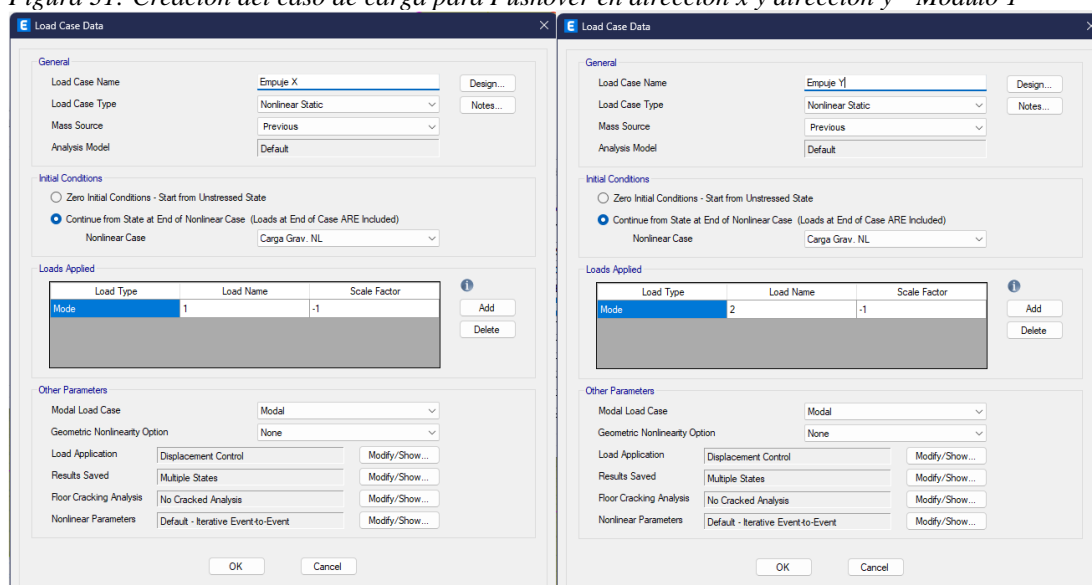 Figura 31: Creación del caso de carga para Pushover en dirección x y dirección y - Módulo 1
E Load Case Data
General
Load Case Name Empuje X Design...
Load Case Type Nonlinear Static Notes...
Mass Source Previous
Analysis Model Default
Initial Conditions
Zero Initial Conditions - Start from Unstressed State
Continue from State at End of Nonlinear Case (Loads at End of Case ARE Included)
Nonlinear Case Carga Grav. NL
Loads Applied
Load Type Load Name Scale Factor
Mode 1 -1 Add
Delete
Other Parameters
Modal Load Case Modal
Geometric Nonlinearity Option None
Load Application Displacement Control Modify/Show...
Results Saved Multiple States Modify/Show...
Floor Cracking Analysis No Cracked Analysis Modify/Show...
Nonlinear Parameters Default - Iterative Event-to-Event Modify/Show...
OK Cancel
E Load Case Data
General
Load Case Name Empuje Y Design...
Load Case Type Nonlinear Static Notes...
Mass Source Previous
Analysis Model Default
Initial Conditions
Zero Initial Conditions - Start from Unstressed State
Continue from State at End of Nonlinear Case (Loads at End of Case ARE Included)
Nonlinear Case Carga Grav. NL
Loads Applied
Load Type Load Name Scale Factor
Mode 2 -1 Add
Delete
Other Parameters
Modal Load Case Modal
Geometric Nonlinearity Option None
Load Application Displacement Control Modify/Show...
Results Saved Multiple States Modify/Show...
Floor Cracking Analysis No Cracked Analysis Modify/Show...
Nonlinear Parameters Default - Iterative Event-to-Event Modify/Show...
OK Cancel